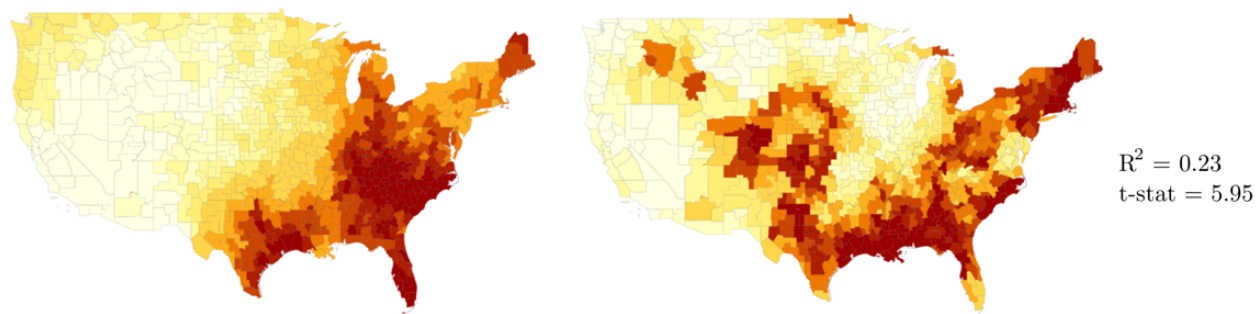 R² = 0.23
t-stat = 5.95